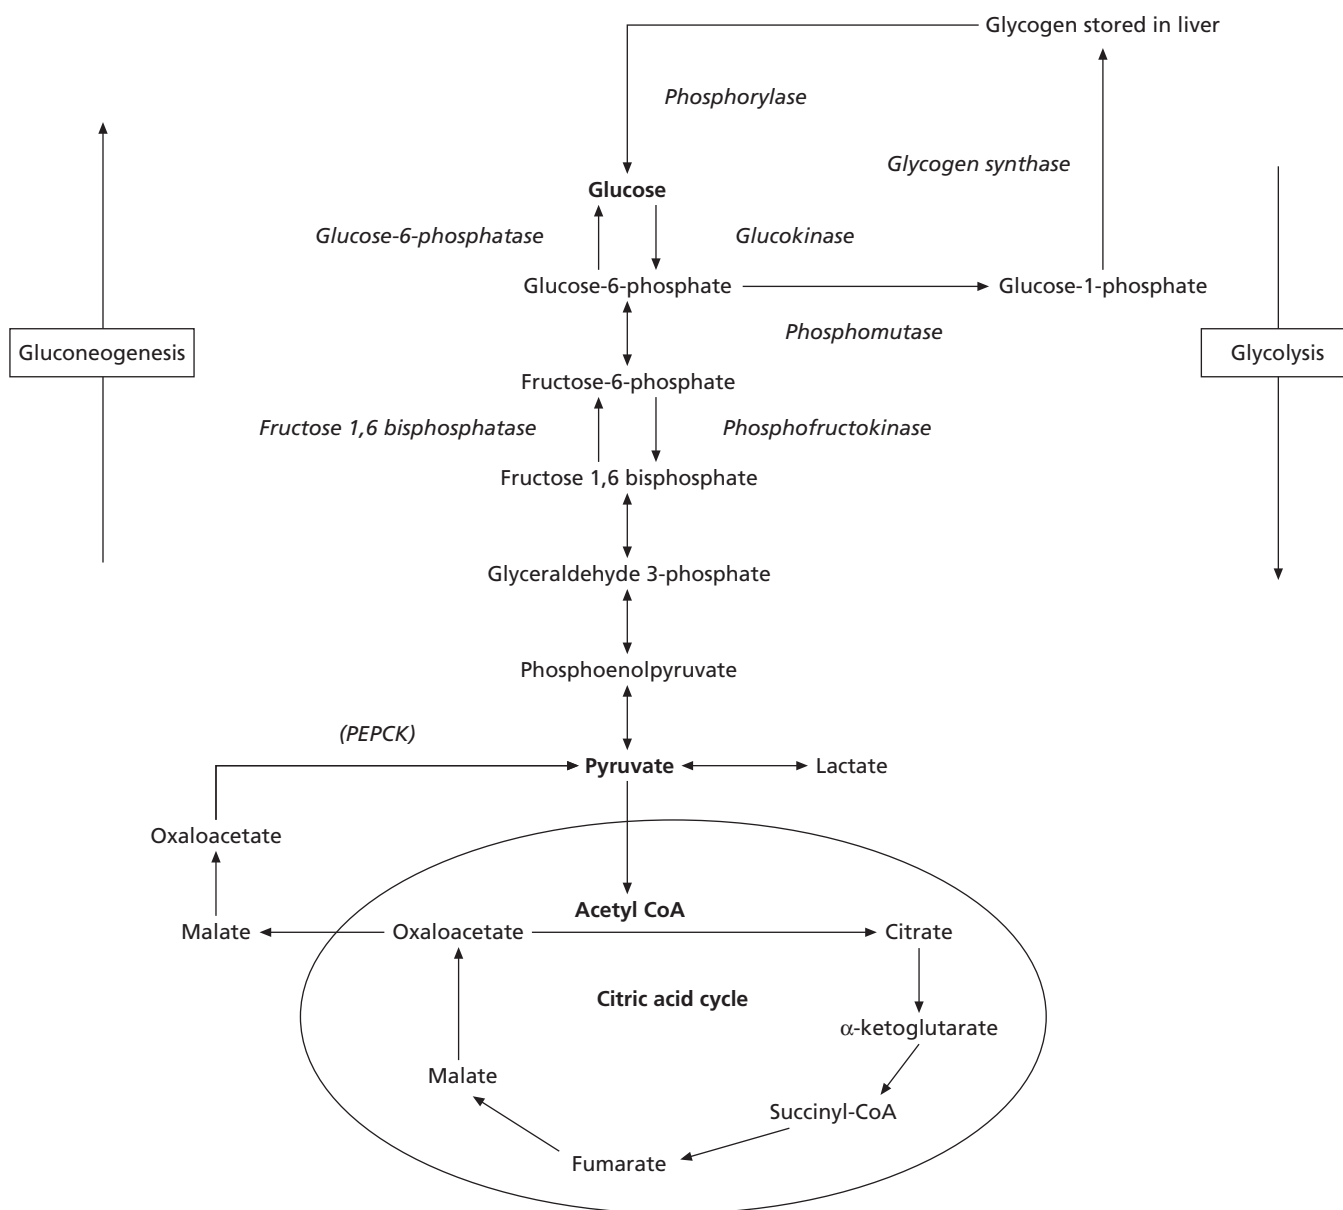 Glycogen stored in liver
Phosphorylase
Glycogen synthase
Glucose
Glucose-6-phosphatase
Glucokinase
Glucose-6-phosphate
Glucose-1-phosphate
Phosphomutase
Gluconeogenesis
Glycolysis
Fructose-6-phosphate
Fructose 1,6 bisphosphatase
Phosphofructokinase
Fructose 1,6 bisphosphate
Glyceraldehyde 3-phosphate
Phosphoenolpyruvate
(PEPCK)
Pyruvate
Lactate
Oxaloacetate
Acetyl CoA
Malate
Oxaloacetate
Citrate
Citric acid cycle
α-ketoglutarate
Malate
Succinyl-CoA
Fumarate